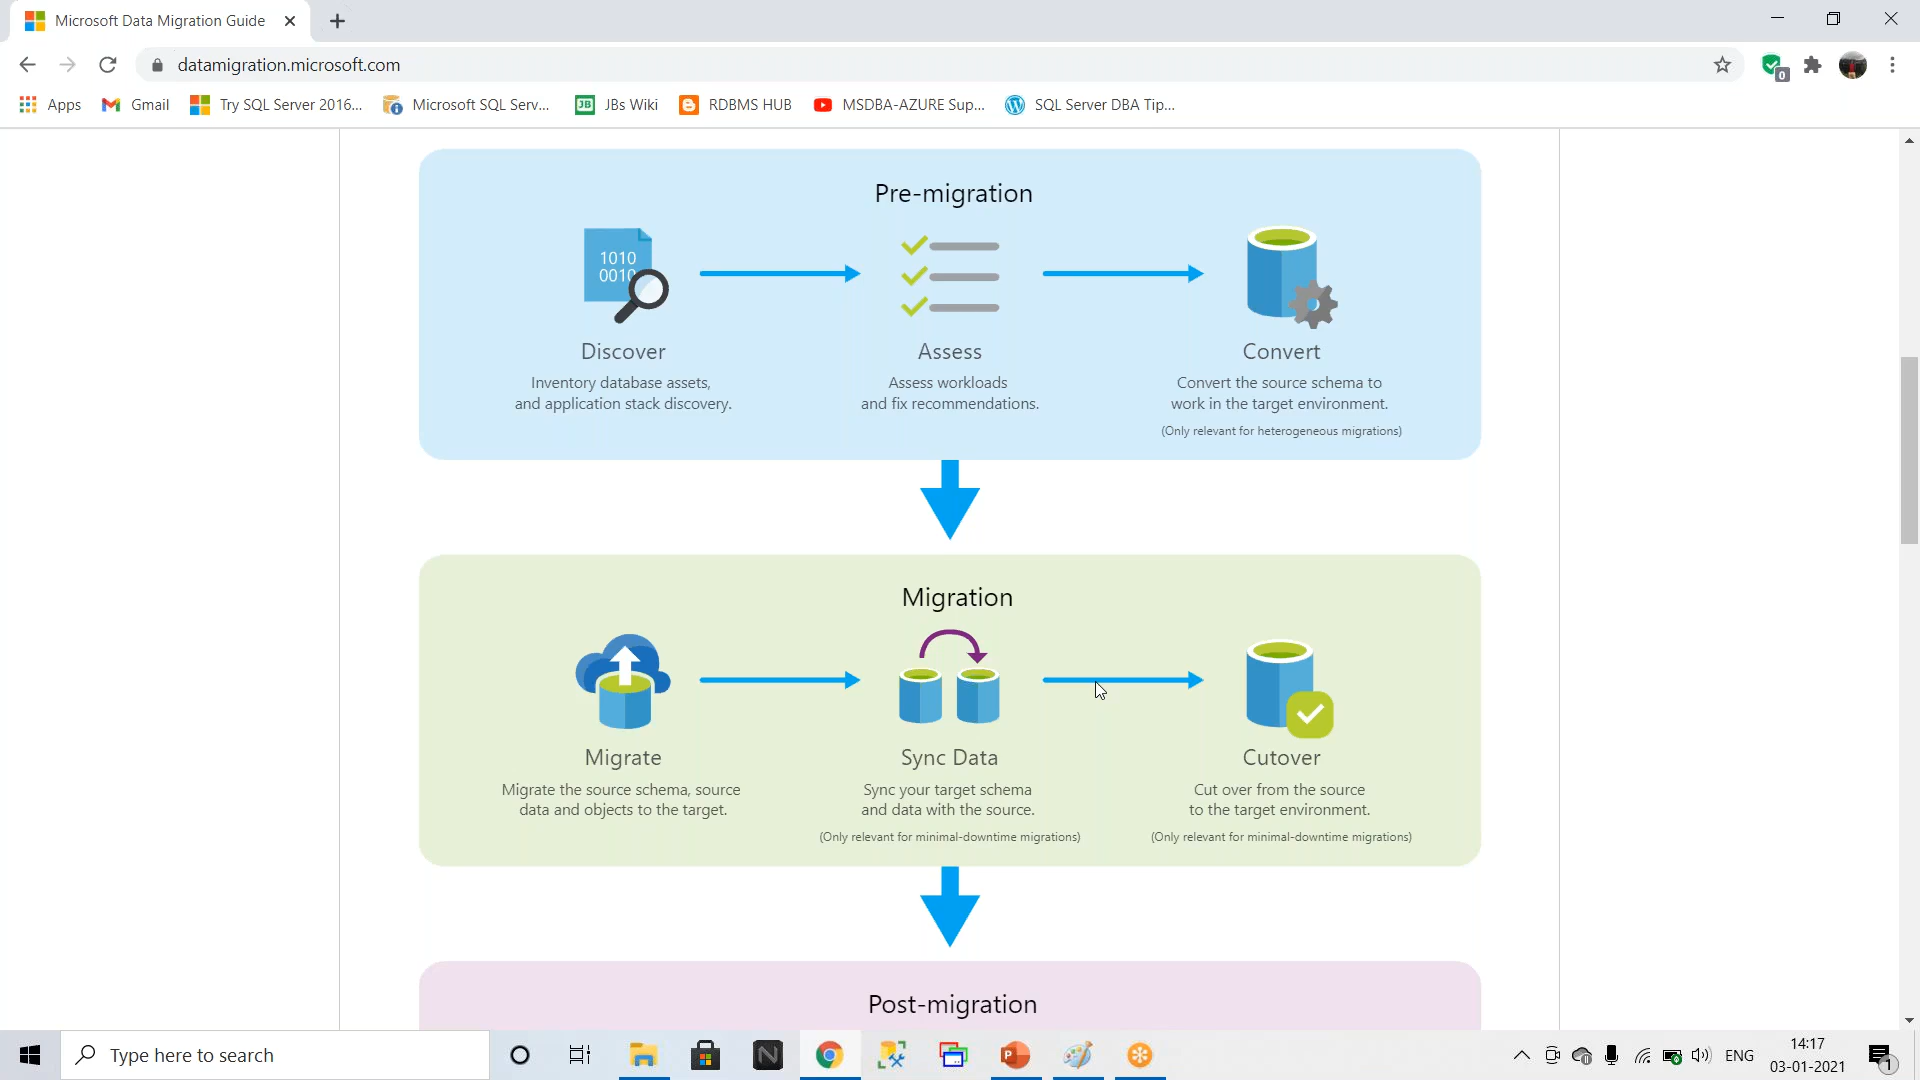 Microsoft Data Migration Guide
datamigration.microsoft.com
0
Apps
Gmail
Try SQL Server 2016...
Microsoft SQL Serv...
JB
JBs Wiki
RDBMS HUB
MSDBA-AZURE Sup...
SQL Server DBA Tip...
Pre-migration
1010
0010
Discover
Assess
Convert
Inventory database assets,
and application stack discovery.
Assess workloads
and fix recommendations.
Convert the source schema to
work in the target environment.
(Only relevant for heterogeneous migrations)
Migration
Migrate
Sync Data
Cutover
Migrate the source schema, source
data and objects to the target.
Sync your target schema
and data with the source.
(Only relevant for minimal-downtime migrations)
Cut over from the source
to the target environment.
(Only relevant for minimal-downtime migrations)
Post-migration
Type here to search
N
P
ENG
14:17
03-01-2021
1